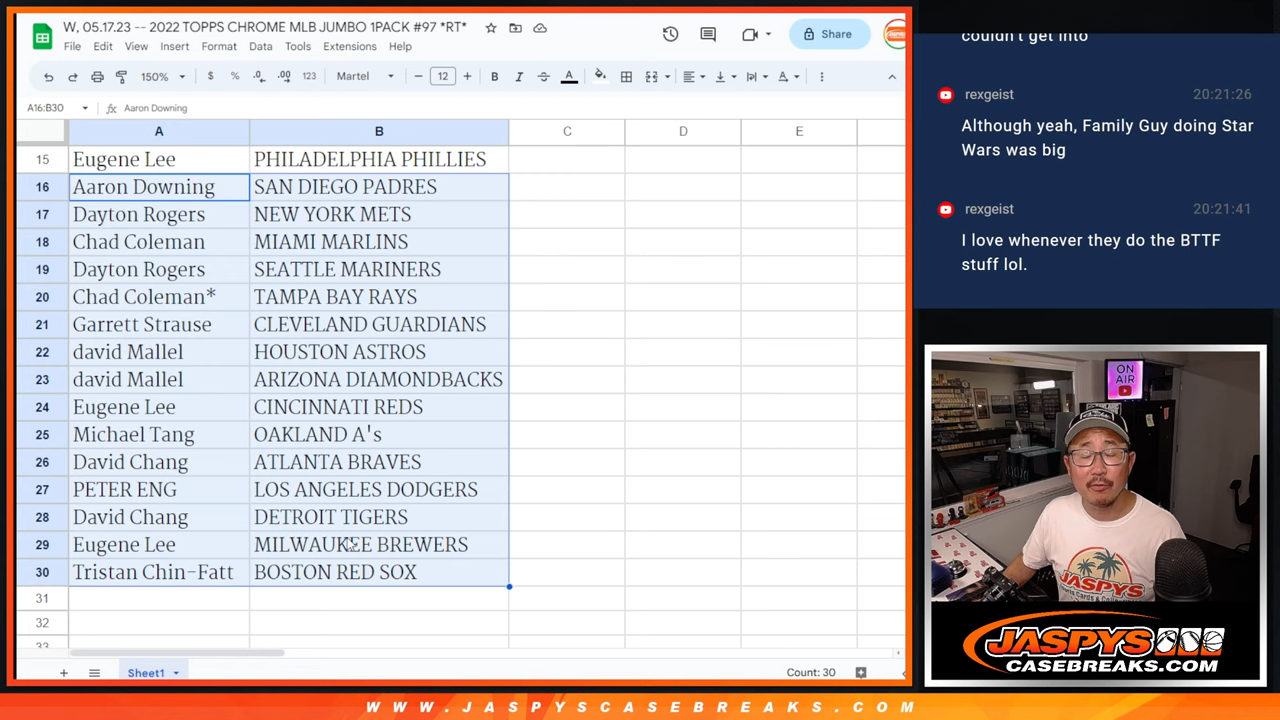 W, 05.17.23 -- 2022 TOPPS CHROME MLB JUMBO 1PACK #97 *RT*
File Edit View Insert Format Data Tools Extensions Help
Share
150% $ % .0 .00 123 Martel 12 B I A
A16:B30 fx Aaron Downing
A B C D E
15 Eugene Lee PHILADELPHIA PHILLIES
16 Aaron Downing SAN DIEGO PADRES
17 Dayton Rogers NEW YORK METS
18 Chad Coleman MIAMI MARLINS
19 Dayton Rogers SEATTLE MARINERS
20 Chad Coleman* TAMPA BAY RAYS
21 Garrett Strause CLEVELAND GUARDIANS
22 david Mallel HOUSTON ASTROS
23 david Mallel ARIZONA DIAMONDBACKS
24 Eugene Lee CINCINNATI REDS
25 Michael Tang OAKLAND A's
26 David Chang ATLANTA BRAVES
27 PETER ENG LOS ANGELES DODGERS
28 David Chang DETROIT TIGERS
29 Eugene Lee MILWAUKEE BREWERS
30 Tristan Chin-Fatt BOSTON RED SOX
31
32
33
Sheet1 Count: 30
couldn't get into
rexgeist 20:21:26
Although yeah, Family Guy doing Star
Wars was big
rexgeist 20:21:41
I love whenever they do the BTTF
stuff lol.
ON
AIR
JASPYS
JASPYS
CASEBREAKS.COM
WWW.JASPYSCASEBREAKS.COM